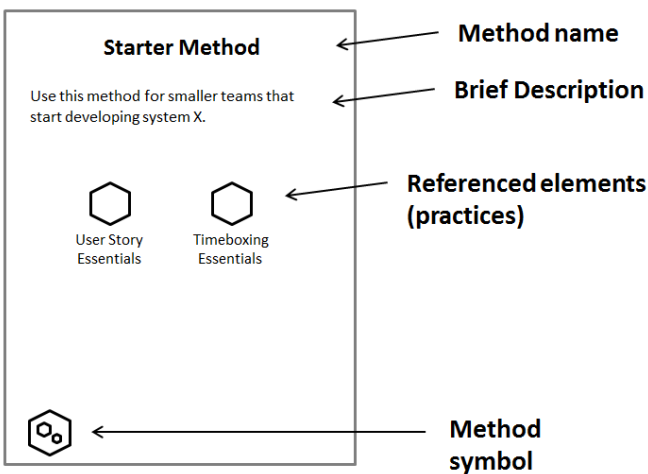 Starter Method
Method name
Use this method for smaller teams that
start developing system X.
Brief Description
Referenced elements
(practices)
User Story
Essentials
Timeboxing
Essentials
Method
symbol